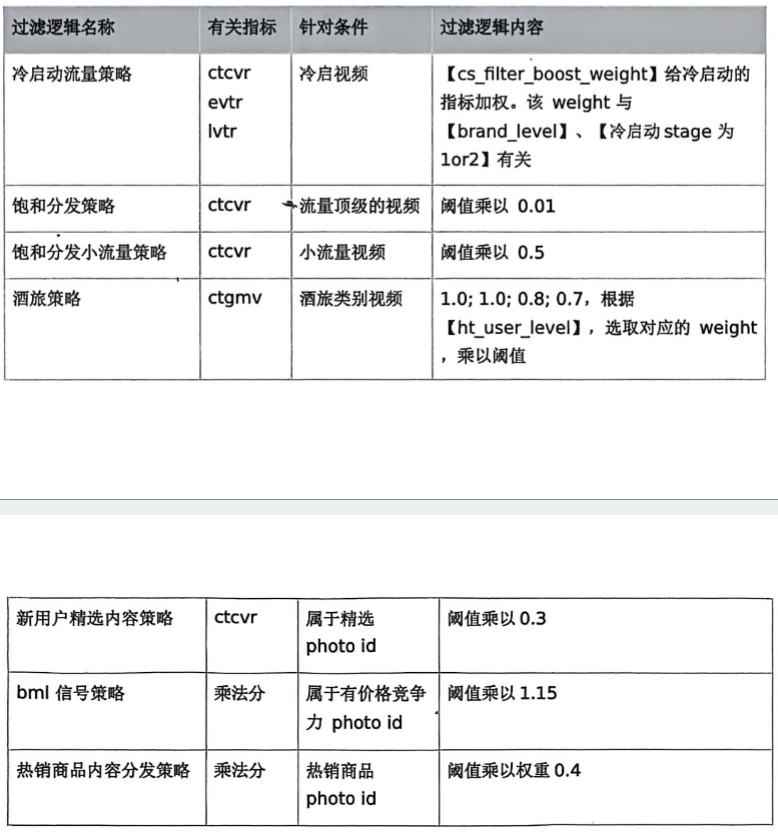 过滤逻辑名称 有关指标 针对条件 过滤逻辑内容
冷启动流量策略 ctcvr 冷启视频 【cs_filter_boost_weight】给冷启动的
evtr 指标加权。该 weight 与
lvtr 【brand_level】、【冷启动 stage 为
1or2】有关
饱和分发策略 ctcvr 流量顶级的视频 阈值乘以 0.01
饱和分发小流量策略 ctcvr 小流量视频 阈值乘以 0.5
酒旅策略 ctgmv 酒旅类别视频 1.0; 1.0; 0.8; 0.7，根据
【ht_user_level】，选取对应的 weight
，乘以阈值
新用户精选内容策略 ctcvr 属于精选 阈值乘以 0.3
photo id
bml 信号策略 乘法分 属于有价格竞争 阈值乘以 1.15
力 photo id
热销商品内容分发策略 乘法分 热销商品 阈值乘以权重 0.4
photo id